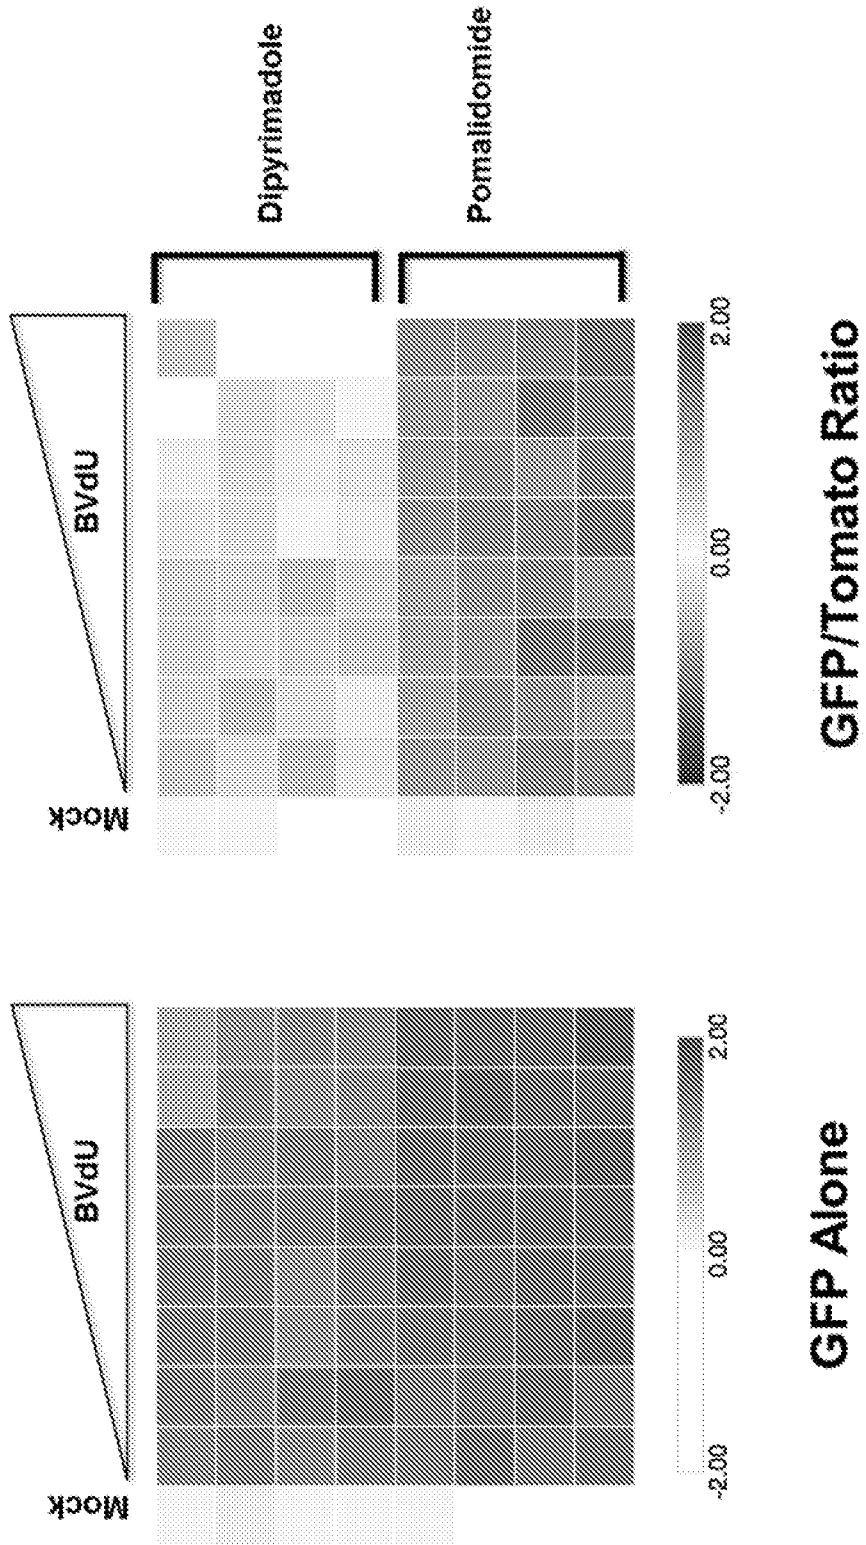 Mock
BVdU
-2.00
0.00
2.00
GFP Alone
Mock
BVdU
Dipyrimadole
Pomalidomide
-2.00
0.00
2.00
GFP/Tomato Ratio